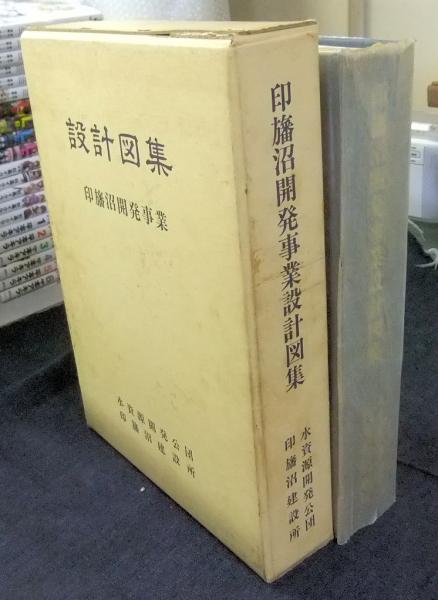 設計図集
印旛沼開発事業
水資源開発公団
印旛沼建設所
印旛沼開発事業設計図集
水資源開発公団
印旛沼建設所